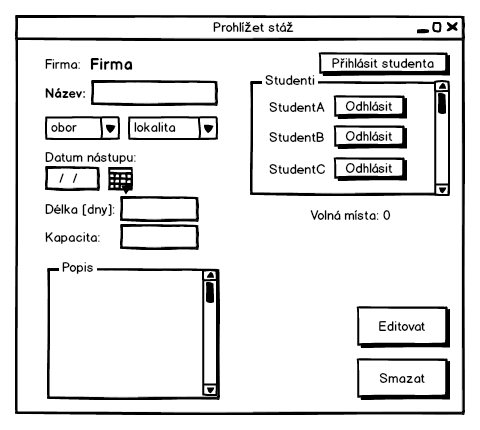 Prohlížet stáž
Firma: Firma
Název:
obor
lokalita
Datum nástupu:
/ /
Délka [dny]:
Kapacita:
Popis
Přihlásit studenta
Studenti
StudentA Odhlásit
StudentB Odhlásit
StudentC Odhlásit
Volná místa: 0
Editovat
Smazat